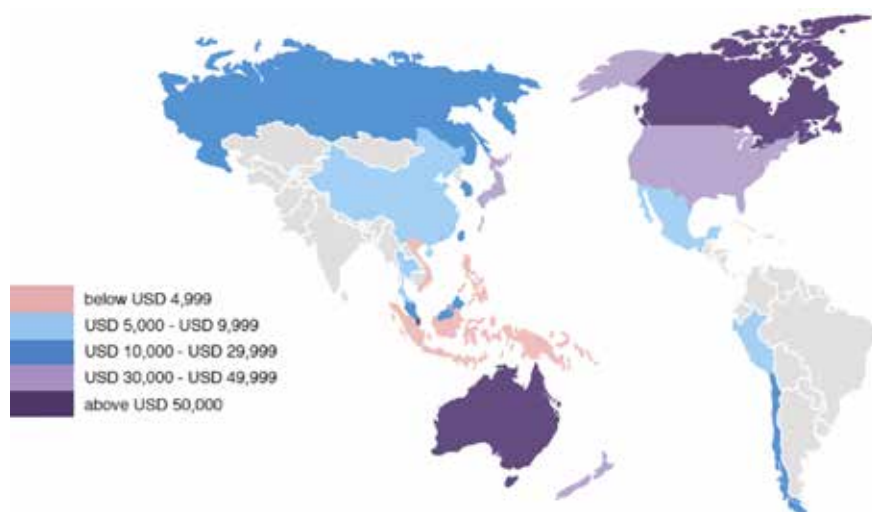 below USD 4,999
USD 5,000 - USD 9,999
USD 10,000 - USD 29,999
USD 30,000 - USD 49,999
above USD 50,000